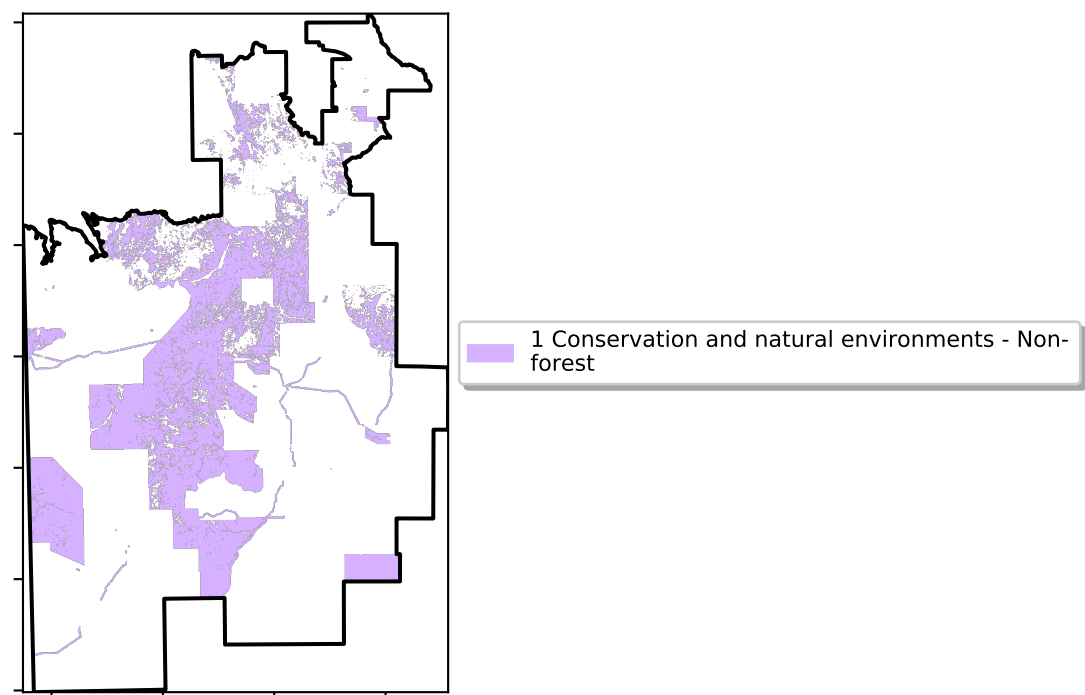 1 Conservation and natural environments - Non-
forest